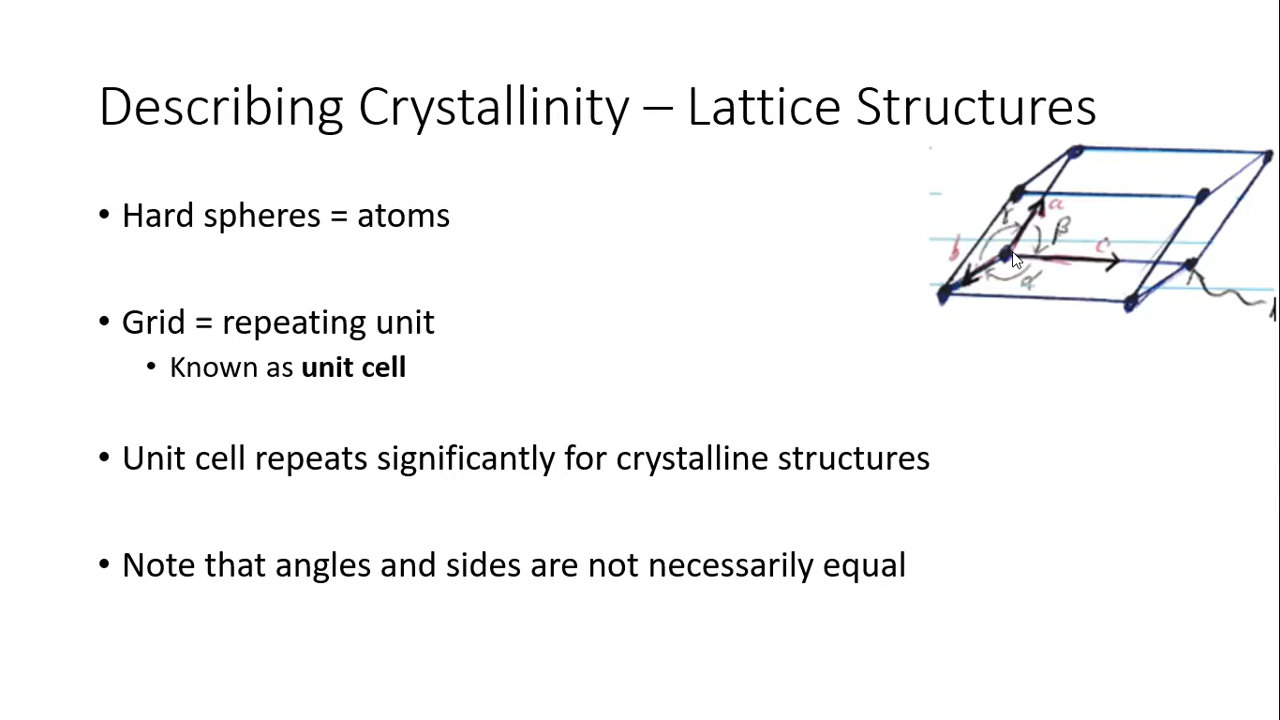 Describing Crystallinity – Lattice Structures
• Hard spheres = atoms
• Grid = repeating unit
• Known as unit cell
• Unit cell repeats significantly for crystalline structures
• Note that angles and sides are not necessarily equal
a
γ
β
b
c
α